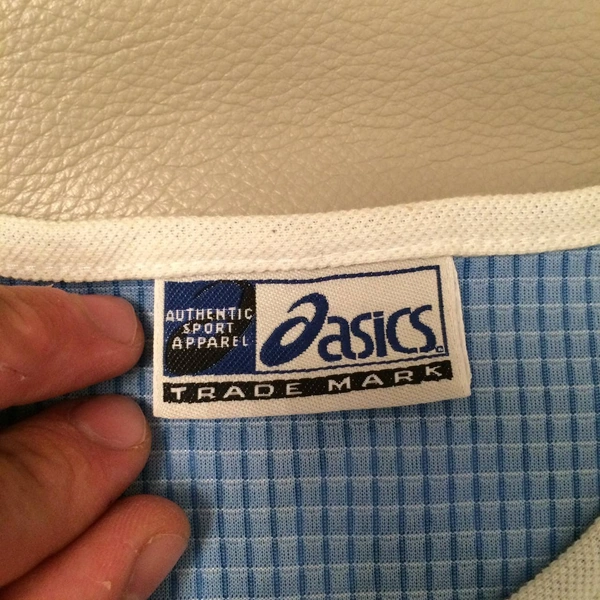 AUTHENTIC
SPORT
APPAREL
asics
TRADE MARK